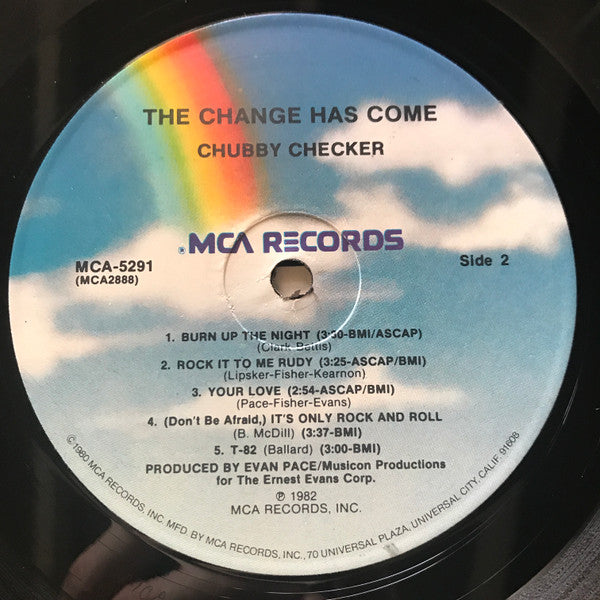 THE CHANGE HAS COME
CHUBBY CHECKER
®MCA RECORDS
MCA-5291
(MCA2888)
Side 2
1. BURN UP THE NIGHT (3:30-BMI/ASCAP)
(Clark-Bettis)
2. ROCK IT TO ME RUDY (3:25-ASCAP/BMI)
(Lipsker-Fisher-Kearnon)
3. YOUR LOVE (2:54-ASCAP/BMI)
(Pace-Fisher-Evans)
4. (Don't Be Afraid,) IT'S ONLY ROCK AND ROLL
(B. McDill) (3:37-BMI)
5. T-82 (Ballard) (3:00-BMI)
PRODUCED BY EVAN PACE/Musicon Productions
for The Ernest Evans Corp.
℗ 1982
MCA RECORDS, INC.
©1980 MCA RECORDS, INC. MFD BY MCA RECORDS, INC., 70 UNIVERSAL PLAZA, UNIVERSAL CITY, CALIF. 91608